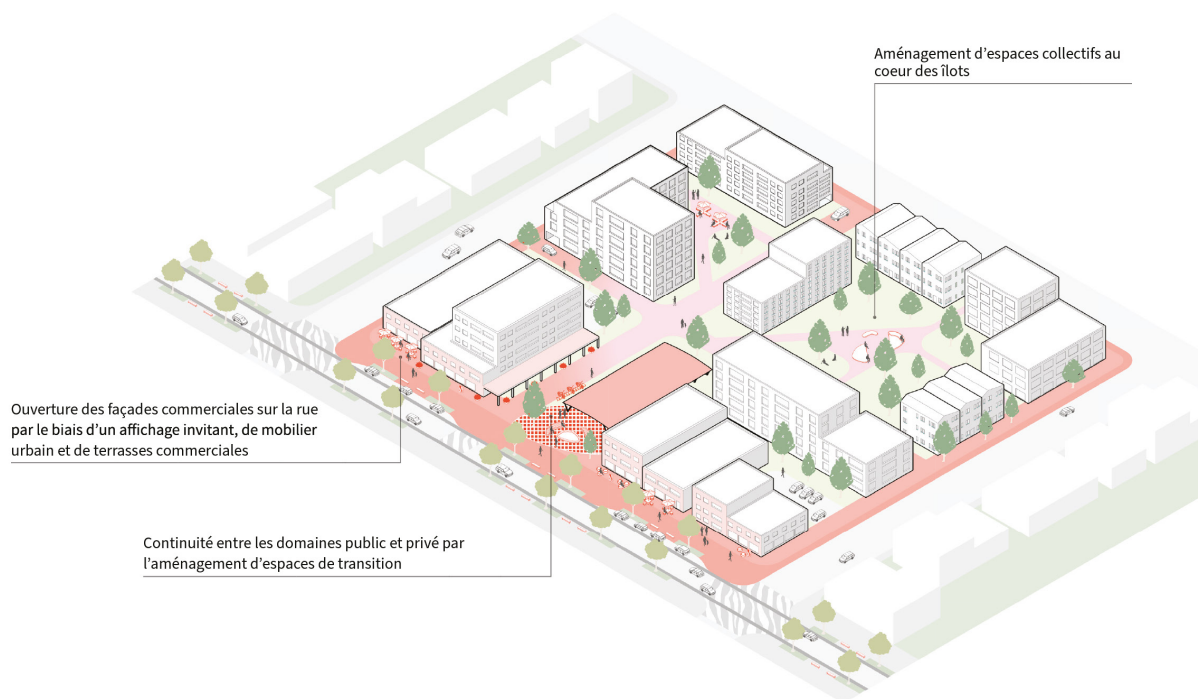 Aménagement d’espaces collectifs au
coeur des îlots
Ouverture des façades commerciales sur la rue
par le biais d’un affichage invitant, de mobilier
urbain et de terrasses commerciales
Continuité entre les domaines public et privé par
l’aménagement d’espaces de transition